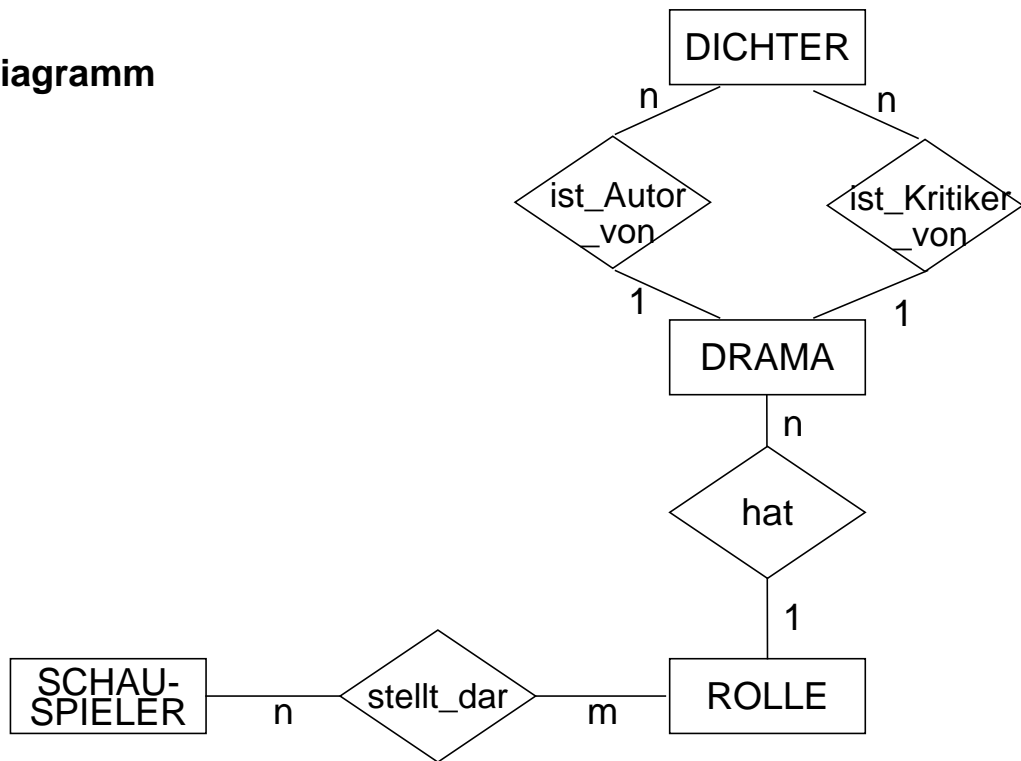 DICHTER
iagramm
n
n
ist_Autor
_von
ist_Kritiker
_von
1
1
DRAMA
n
hat
1
SCHAU-
SPIELER
n
stellt_dar
m
ROLLE